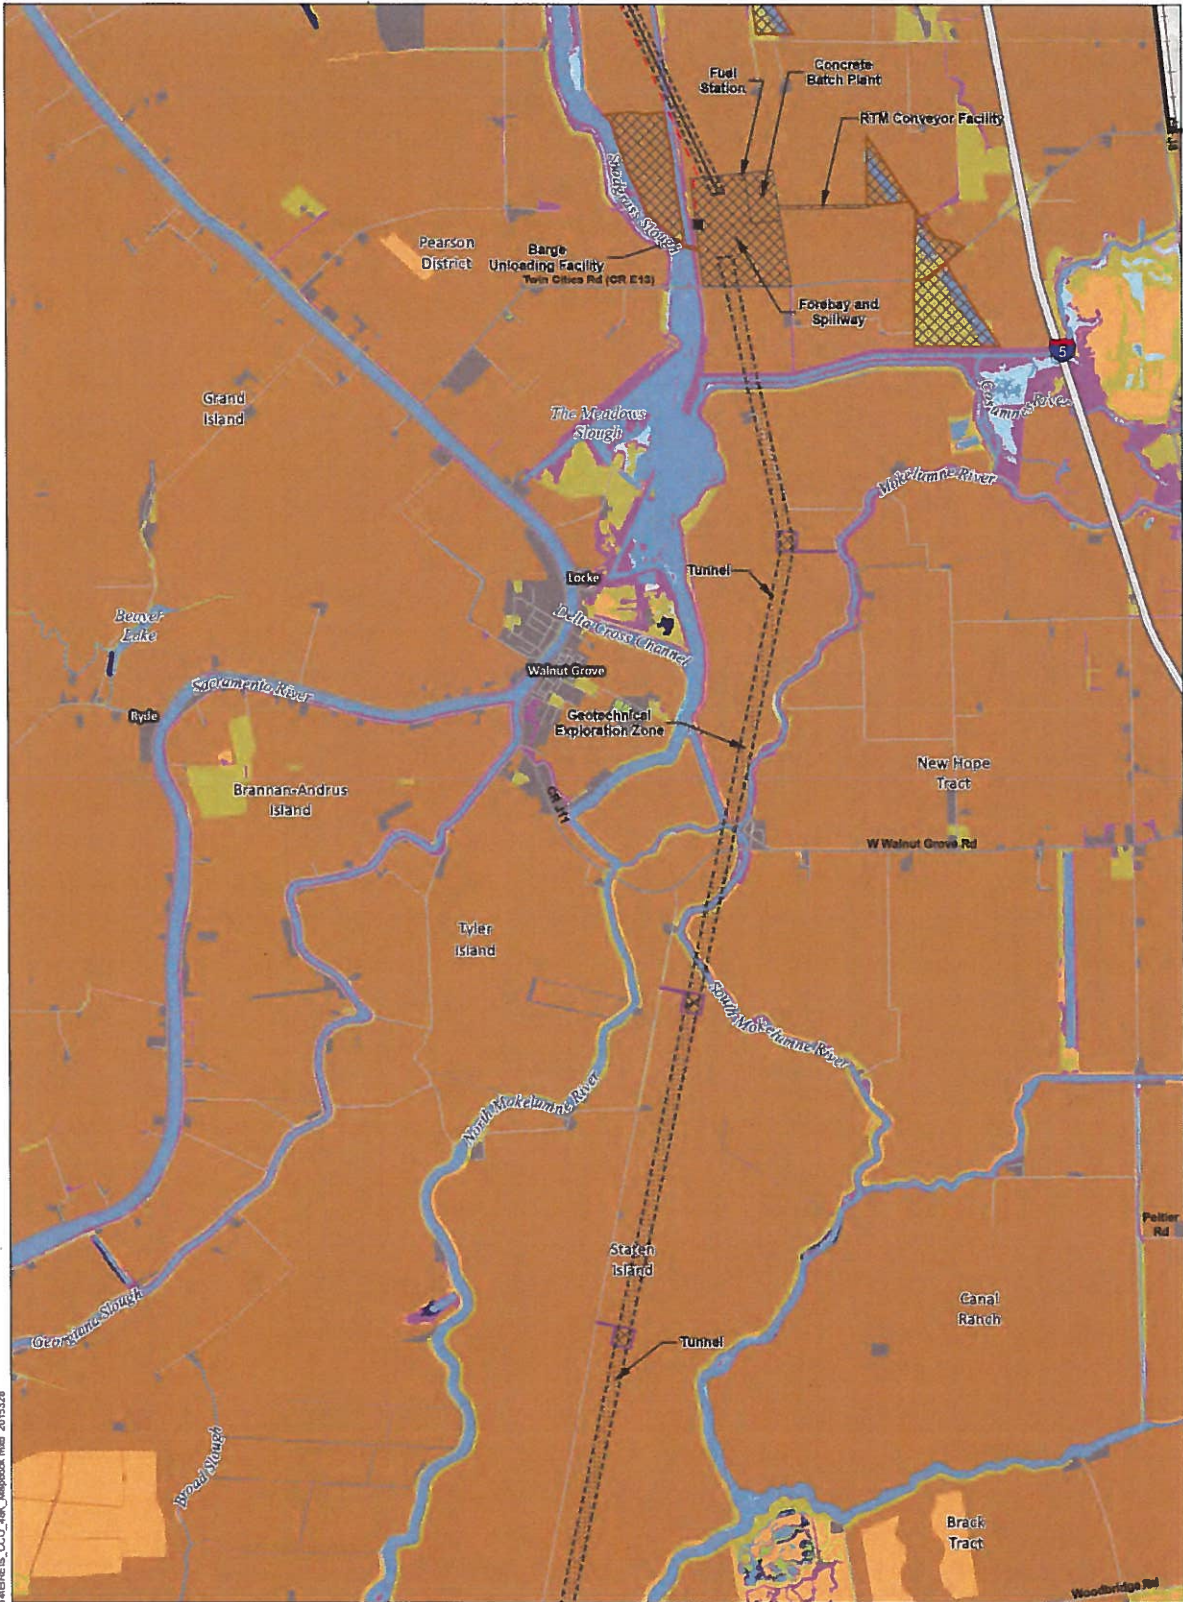 Fuel
Station
Concrete
Batch Plant
RTM Conveyor Facility
Snodgrass Slough
Pearson
District
Barge
Unloading Facility
Twin Cities Rd (CR E13)
Forebay and
Spillway
5
Grand
Island
The Meadows
Slough
Cosumnes River
Mokelumne River
Locke
Tunnel
Beaver
Lake
Delta Cross Channel
Walnut Grove
Sacramento River
Ryde
Geotechnical
Exploration Zone
New Hope
Tract
Brannan-Andrus
Island
CR J11
W Walnut Grove Rd
Tyler
Island
South Mokelumne River
North Mokelumne River
Peltier
Rd
Staten
Island
Canal
Ranch
Georgiana Slough
Tunnel
Broad Slough
Brack
Tract
Woodbridge Rd